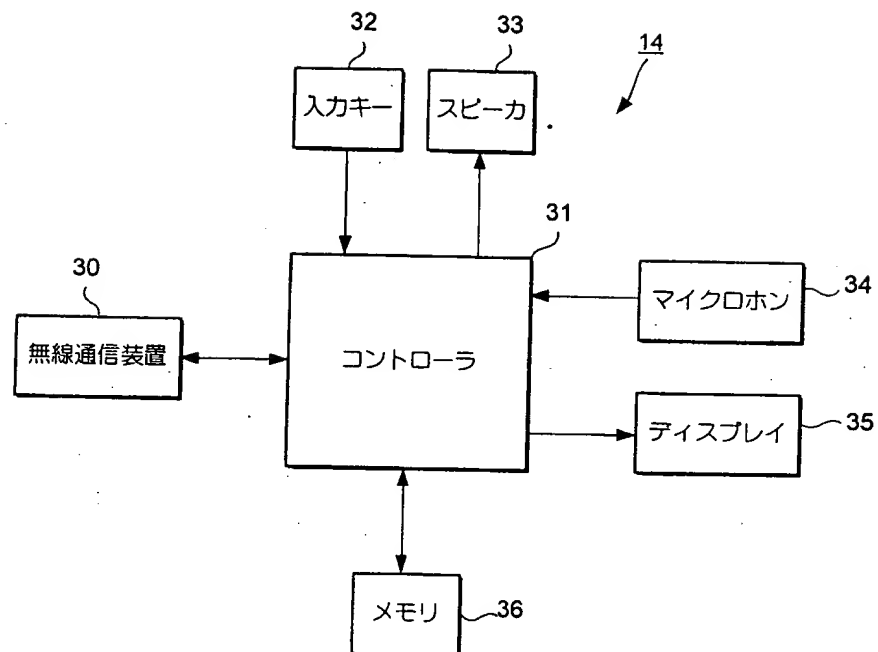 32
33
14
入力キー
スピーカ
31
30
マイクロホン
34
無線通信装置
コントローラ
ディスプレイ
35
メモリ
36